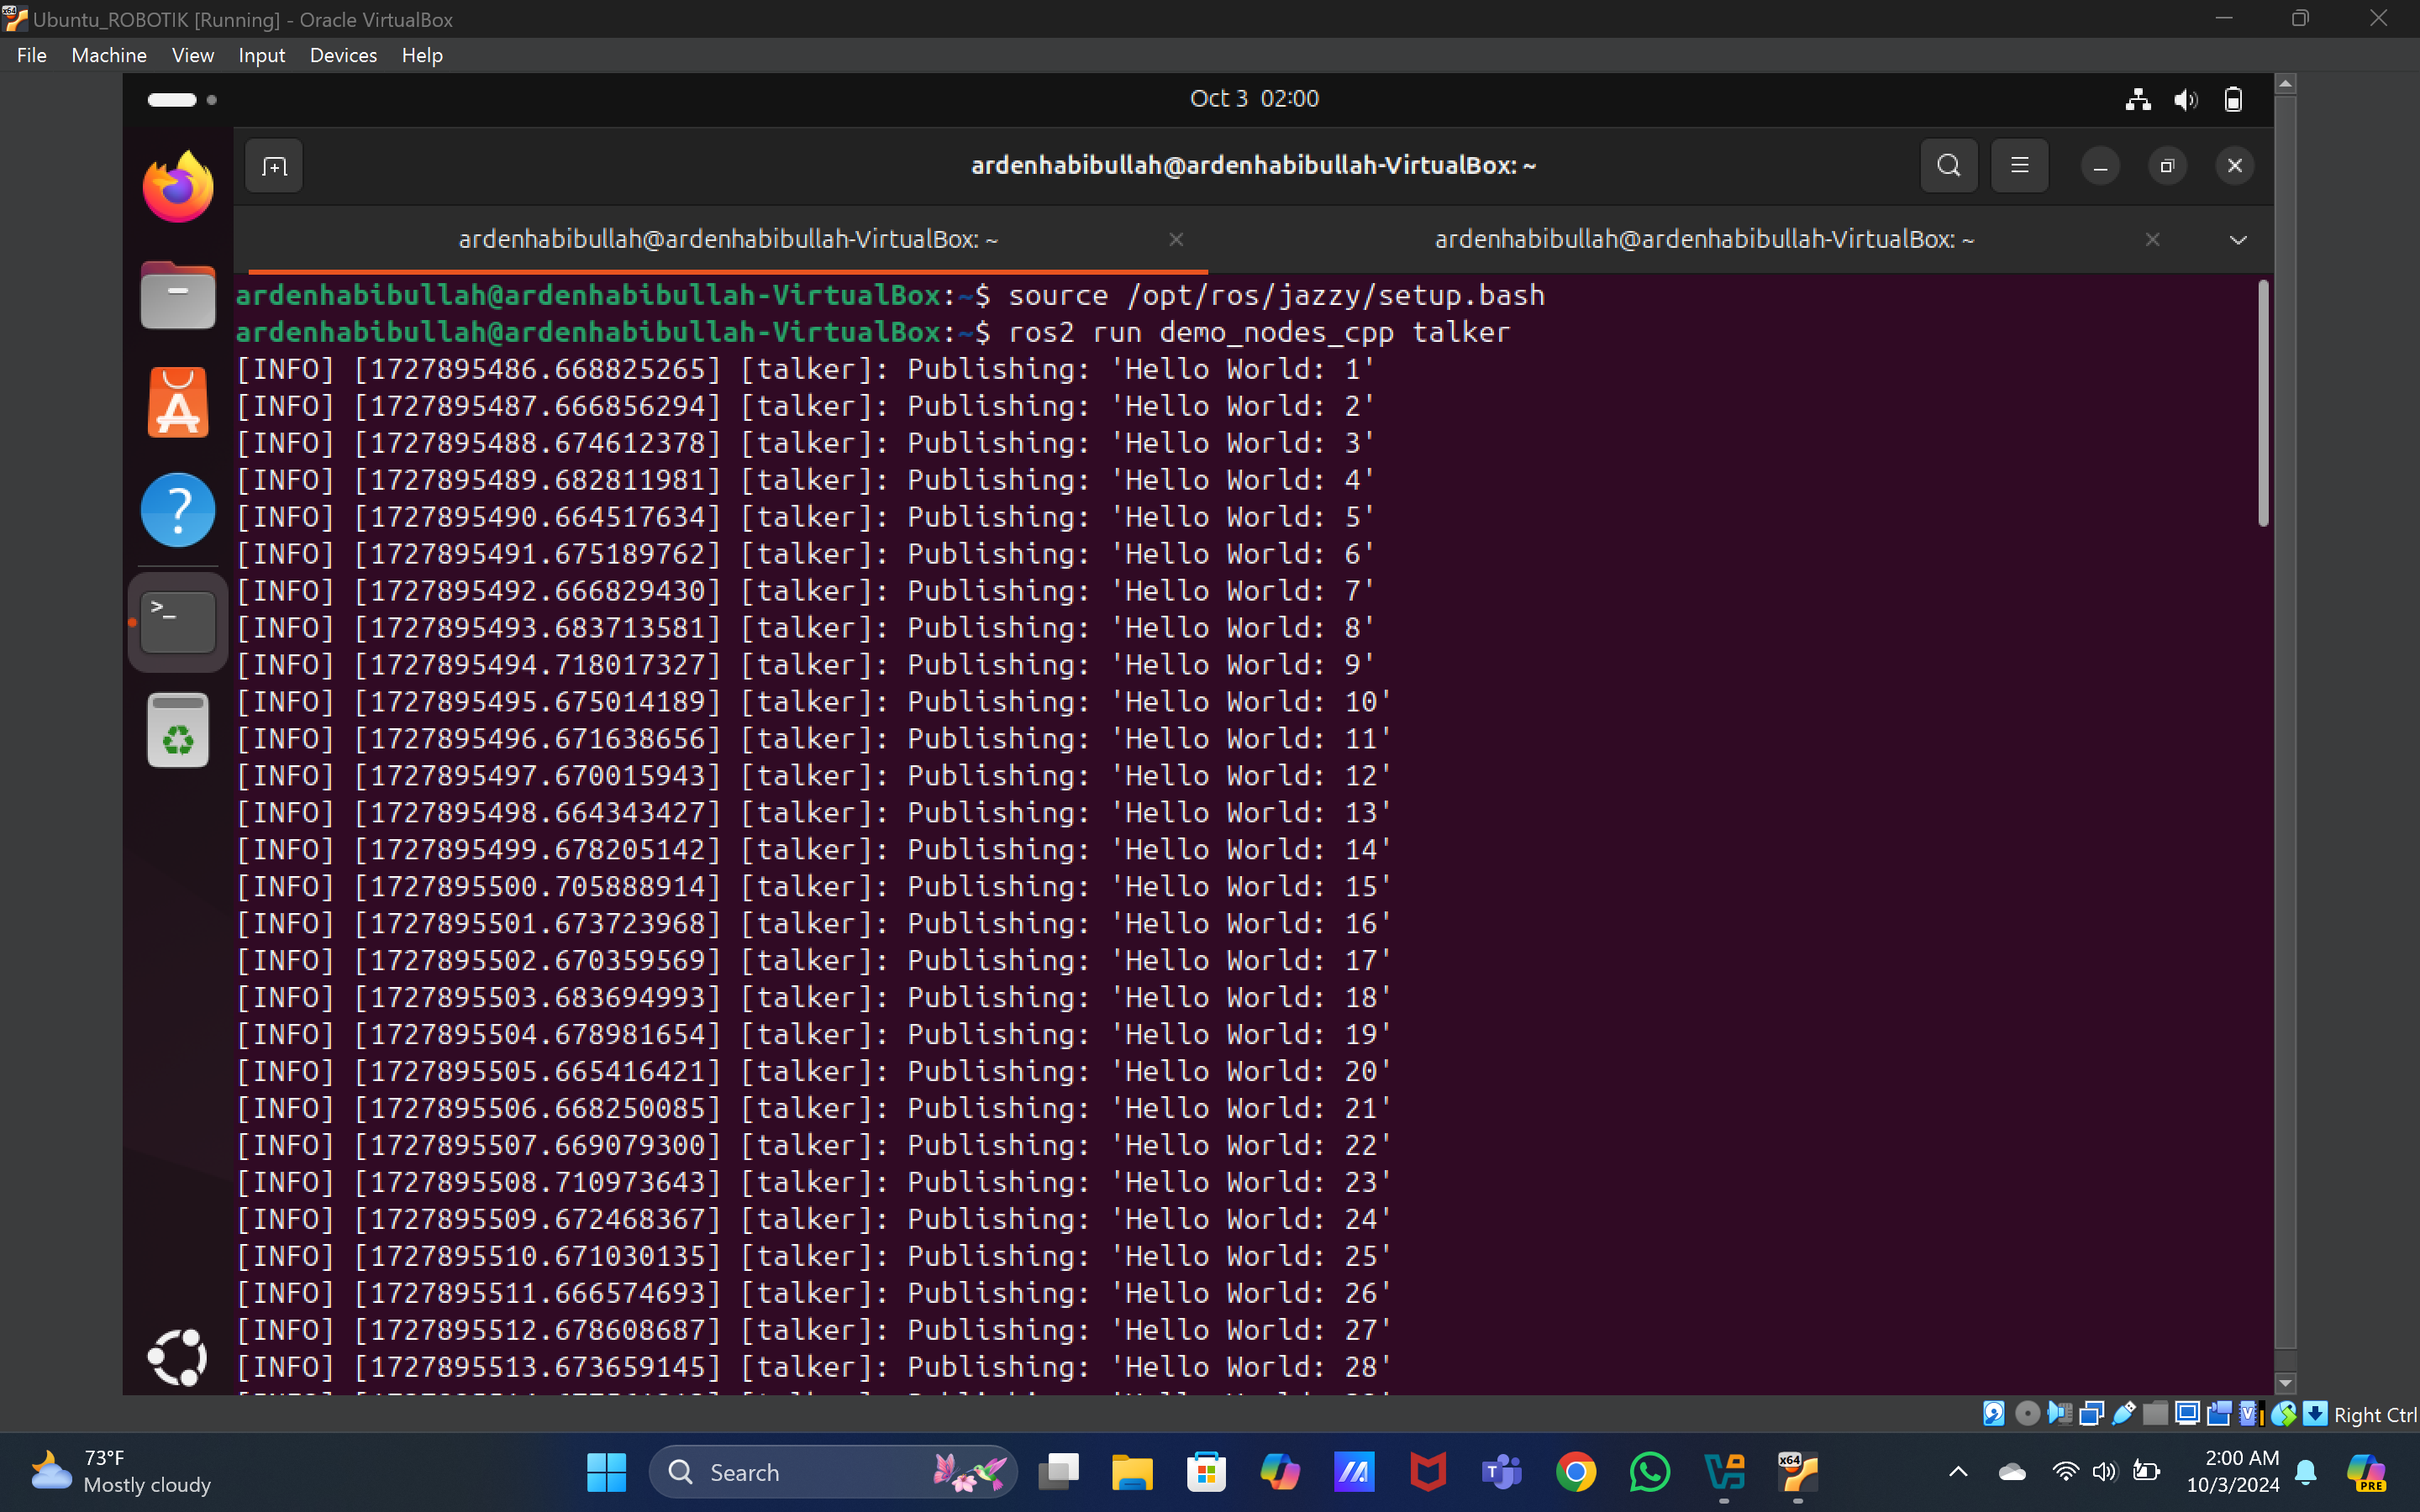 Ubuntu_ROBOTIK [Running] - Oracle VirtualBox
File Machine View Input Devices Help
Oct 3 02:00
ardenhabibullah@ardenhabibullah-VirtualBox: ~
ardenhabibullah@ardenhabibullah-VirtualBox: ~ ardenhabibullah@ardenhabibullah-VirtualBox: ~
ardenhabibullah@ardenhabibullah-VirtualBox:~$ source /opt/ros/jazzy/setup.bash
ardenhabibullah@ardenhabibullah-VirtualBox:~$ ros2 run demo_nodes_cpp talker
[INFO] [1727895486.668825265] [talker]: Publishing: 'Hello World: 1'
[INFO] [1727895487.666856294] [talker]: Publishing: 'Hello World: 2'
[INFO] [1727895488.674612378] [talker]: Publishing: 'Hello World: 3'
[INFO] [1727895489.682811981] [talker]: Publishing: 'Hello World: 4'
[INFO] [1727895490.664517634] [talker]: Publishing: 'Hello World: 5'
[INFO] [1727895491.675189762] [talker]: Publishing: 'Hello World: 6'
[INFO] [1727895492.666829430] [talker]: Publishing: 'Hello World: 7'
[INFO] [1727895493.683713581] [talker]: Publishing: 'Hello World: 8'
[INFO] [1727895494.718017327] [talker]: Publishing: 'Hello World: 9'
[INFO] [1727895495.675014189] [talker]: Publishing: 'Hello World: 10'
[INFO] [1727895496.671638656] [talker]: Publishing: 'Hello World: 11'
[INFO] [1727895497.670015943] [talker]: Publishing: 'Hello World: 12'
[INFO] [1727895498.664343427] [talker]: Publishing: 'Hello World: 13'
[INFO] [1727895499.678205142] [talker]: Publishing: 'Hello World: 14'
[INFO] [1727895500.705888914] [talker]: Publishing: 'Hello World: 15'
[INFO] [1727895501.673723968] [talker]: Publishing: 'Hello World: 16'
[INFO] [1727895502.670359569] [talker]: Publishing: 'Hello World: 17'
[INFO] [1727895503.683694993] [talker]: Publishing: 'Hello World: 18'
[INFO] [1727895504.678981654] [talker]: Publishing: 'Hello World: 19'
[INFO] [1727895505.665416421] [talker]: Publishing: 'Hello World: 20'
[INFO] [1727895506.668250085] [talker]: Publishing: 'Hello World: 21'
[INFO] [1727895507.669079300] [talker]: Publishing: 'Hello World: 22'
[INFO] [1727895508.710973643] [talker]: Publishing: 'Hello World: 23'
[INFO] [1727895509.672468367] [talker]: Publishing: 'Hello World: 24'
[INFO] [1727895510.671030135] [talker]: Publishing: 'Hello World: 25'
[INFO] [1727895511.666574693] [talker]: Publishing: 'Hello World: 26'
[INFO] [1727895512.678608687] [talker]: Publishing: 'Hello World: 27'
[INFO] [1727895513.673659145] [talker]: Publishing: 'Hello World: 28'
Right Ctrl
73°F
Mostly cloudy
Search
x64
2:00 AM
10/3/2024
PRE